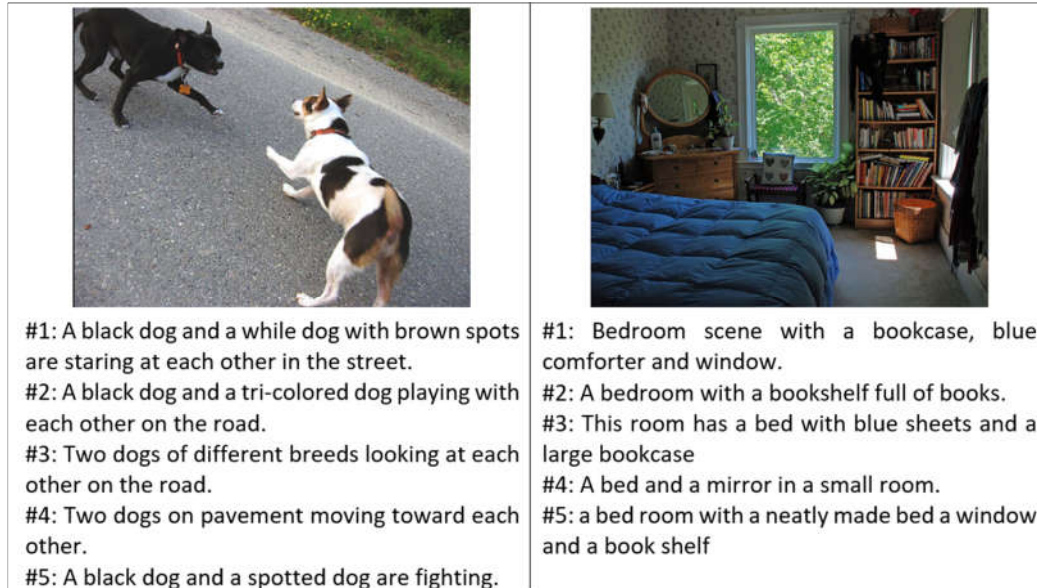 #1: A black dog and a while dog with brown spots
are staring at each other in the street.
#2: A black dog and a tri-colored dog playing with
each other on the road.
#3: Two dogs of different breeds looking at each
other on the road.
#4: Two dogs on pavement moving toward each
other.
#5: A black dog and a spotted dog are fighting.
#1: Bedroom scene with a bookcase, blue
comforter and window.
#2: A bedroom with a bookshelf full of books.
#3: This room has a bed with blue sheets and a
large bookcase
#4: A bed and a mirror in a small room.
#5: a bed room with a neatly made bed a window
and a book shelf